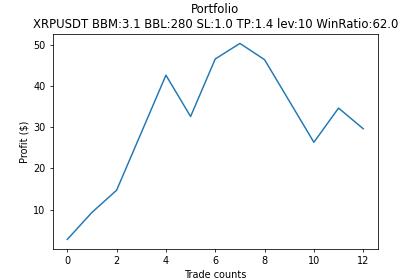 Portfolio
XRPUSDT BBM:3.1 BBL:280 SL:1.0 TP:1.4 lev:10 WinRatio:62.0
Profit ($)
50
40
30
20
10
0 2 4 6 8 10 12
Trade counts